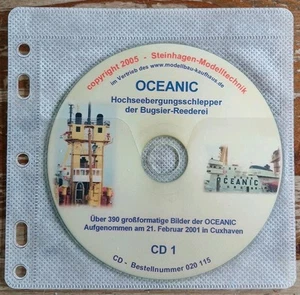 copyright 2005 - Steinhagen-Modelltechnik
im Vertrieb des www.modellbau-kaufhaus.de
OCEANIC
Hochseebergungsschlepper
der Bugsier-Reederei
OCEANIC
Über 390 großformatige Bilder der OCEANIC
Aufgenommen am 21. Februar 2001 in Cuxhaven
CD 1
CD - Bestellnummer 020 115